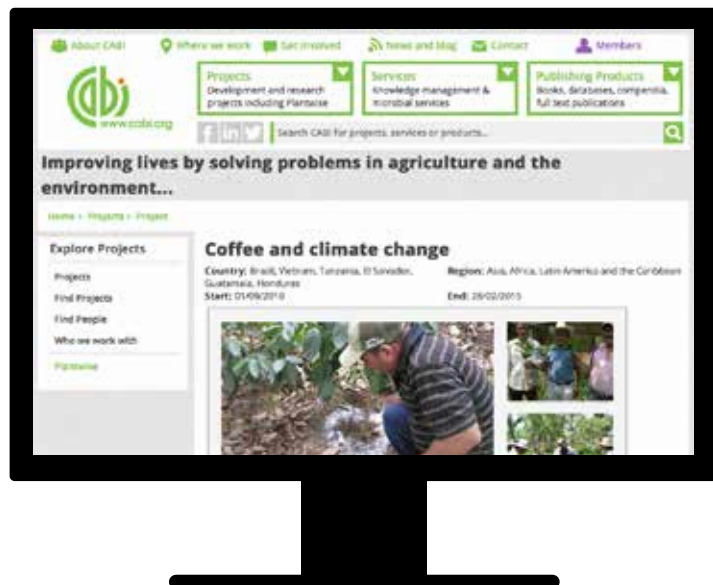 About CABI Where we work Get involved News and blog Contact Members
Cabi
www.cabi.org
Projects
Development and research
projects including Plantwise
Services
Knowledge management &
microbial services
Publishing Products
Books, databases, compendia,
full text publications
f in
Search CABI for projects, services or products...
Improving lives by solving problems in agriculture and the
environment...
Home > Projects > Project
Explore Projects
Projects
Find Projects
Find People
Who we work with
Plantwise
Coffee and climate change
Country: Brazil, Vietnam, Tanzania, El Salvador,
Guatemala, Honduras
Region: Asia, Africa, Latin America and the Caribbean
Start: 01/09/2010
End: 28/02/2015